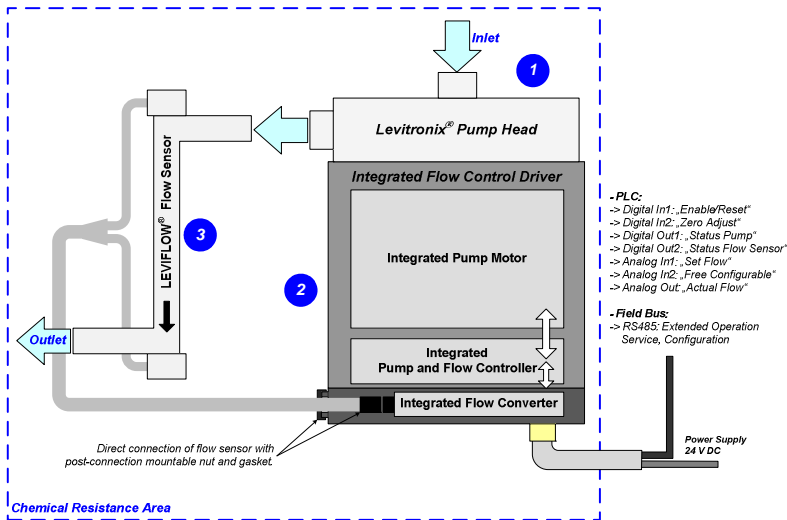 Inlet
1
Levitronix® Pump Head
Integrated Flow Control Driver
LEVIFLOW® Flow Sensor
3
Integrated Pump Motor
2
Outlet
Integrated
Pump and Flow Controller
Integrated Flow Converter
Direct connection of flow sensor with
post-connection mountable nut and gasket.
- PLC:
-> Digital In1: „Enable/Reset“
-> Digital In2: „Zero Adjust“
-> Digital Out1: „Status Pump“
-> Digital Out2: „Status Flow Sensor“
-> Analog In1: „Set Flow“
-> Analog In2: „Free Configurable“
-> Analog Out: „Actual Flow“
- Field Bus:
-> RS485: Extended Operation
Service, Configuration
Power Supply
24 V DC
Chemical Resistance Area